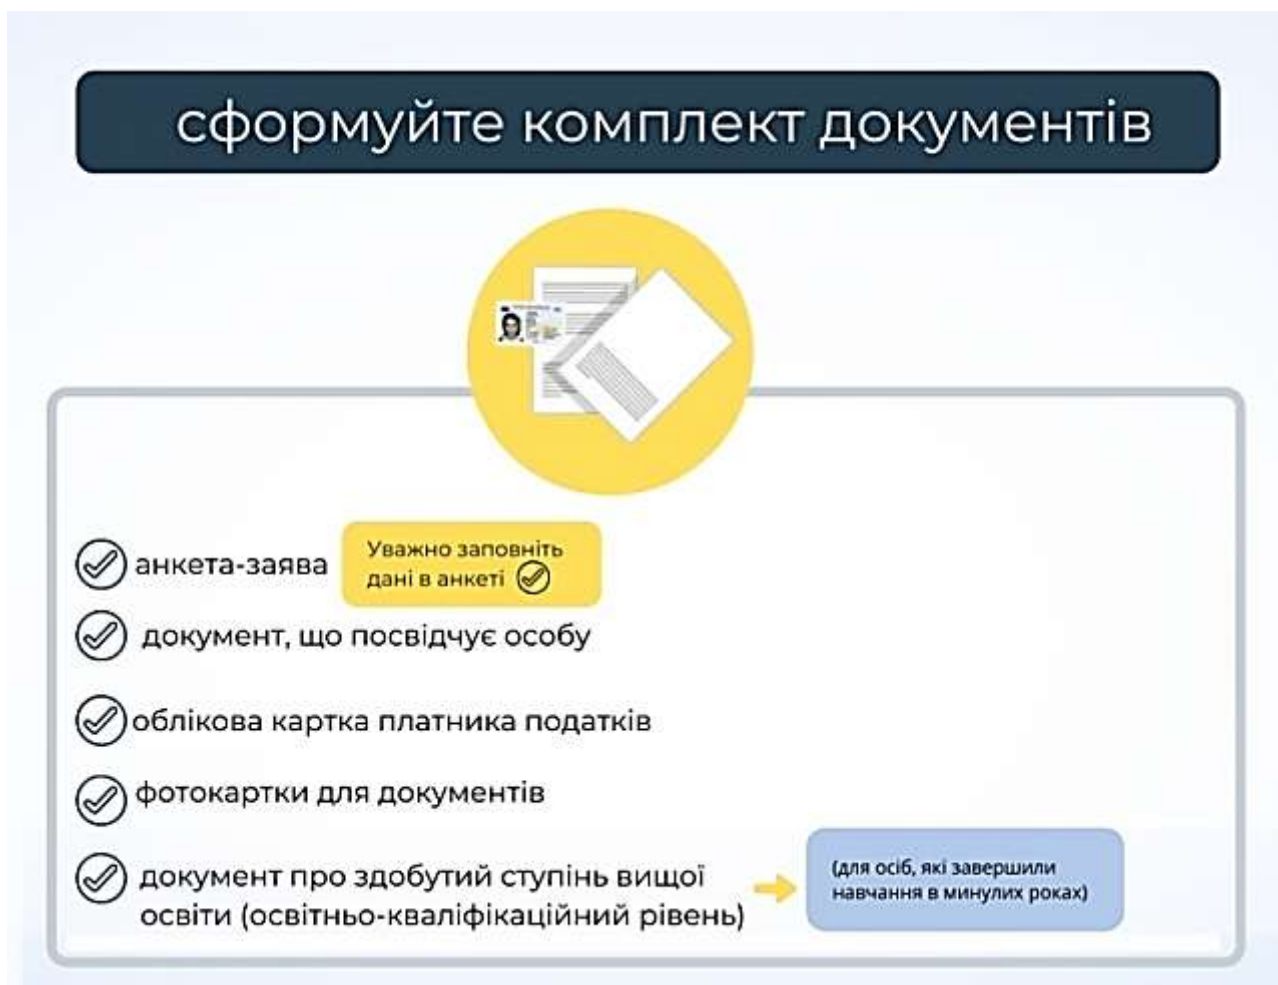 сформуйте комплект документів
анкета-заява
Уважно заповніть
дані в анкеті
документ, що посвідчує особу
облікова картка платника податків
фотокартки для документів
документ про здобутий ступінь вищої
освіти (освітньо-кваліфікаційний рівень)
(для осіб, які завершили
навчання в минулих роках)